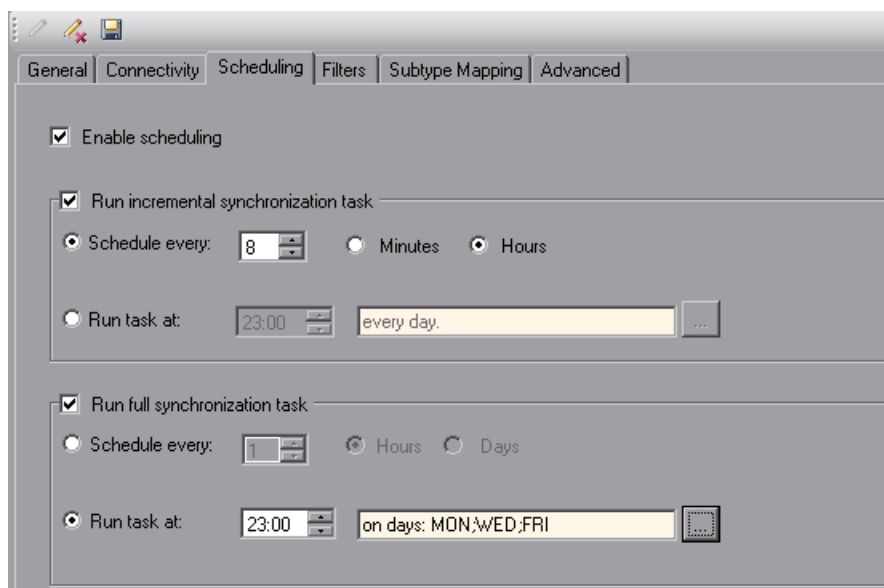 General Connectivity Scheduling Filters Subtype Mapping Advanced
Enable scheduling
Run incremental synchronization task
Schedule every: 8 Minutes Hours
Run task at: 23:00 every day. ...
Run full synchronization task
Schedule every: 1 Hours Days
Run task at: 23:00 on days: MON;WED;FRI ...